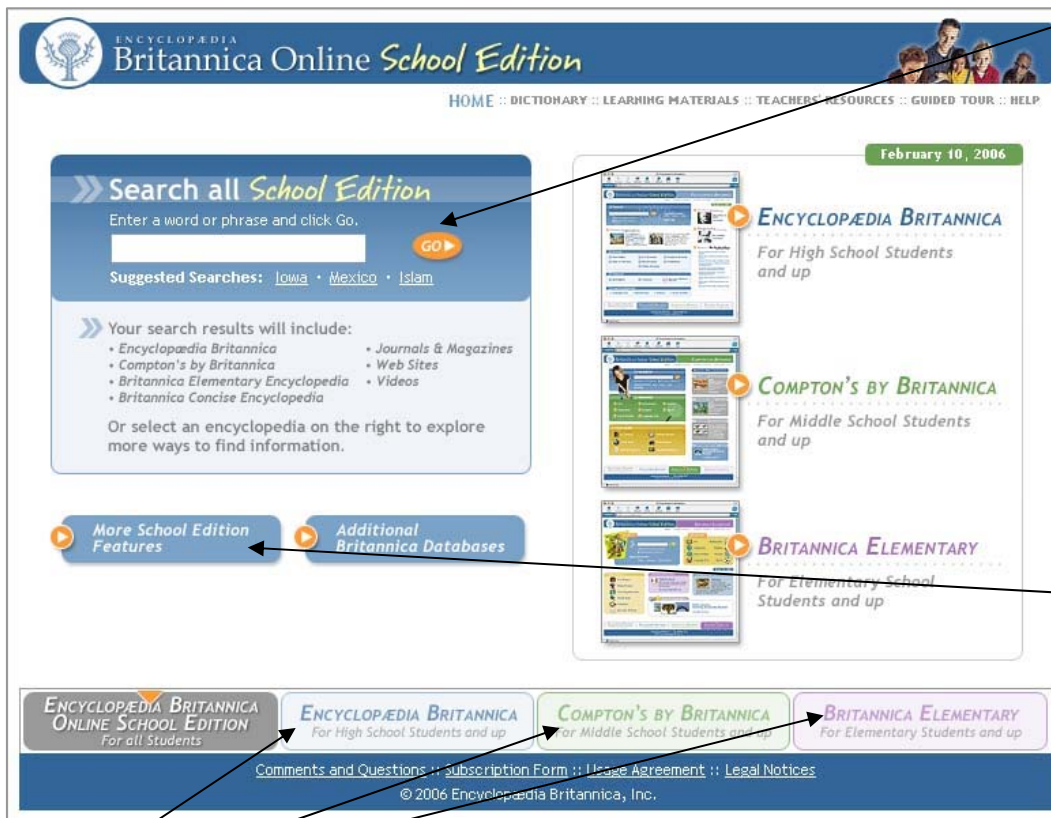 ENCYCLOPÆDIA
Britannica Online School Edition
HOME :: DICTIONARY :: LEARNING MATERIALS :: TEACHERS' RESOURCES :: GUIDED TOUR :: HELP
Search all School Edition
Enter a word or phrase and click Go.
GO
Suggested Searches: Iowa • Mexico • Islam
Your search results will include:
• Encyclopædia Britannica
• Compton's by Britannica
• Britannica Elementary Encyclopedia
• Britannica Concise Encyclopedia
• Journals & Magazines
• Web Sites
• Videos
Or select an encyclopedia on the right to explore
more ways to find information.
More School Edition
Features
Additional
Britannica Databases
February 10, 2006
ENCYCLOPÆDIA BRITANNICA
For High School Students
and up
COMPTON'S BY BRITANNICA
For Middle School Students
and up
BRITANNICA ELEMENTARY
For Elementary School
Students and up
ENCYCLOPÆDIA BRITANNICA
ONLINE SCHOOL EDITION
For all Students
ENCYCLOPÆDIA BRITANNICA
For High School Students and up
COMPTON'S BY BRITANNICA
For Middle School Students and up
BRITANNICA ELEMENTARY
For Elementary Students and up
Comments and Questions :: Subscription Form :: Usage Agreement :: Legal Notices
© 2006 Encyclopædia Britannica, Inc.